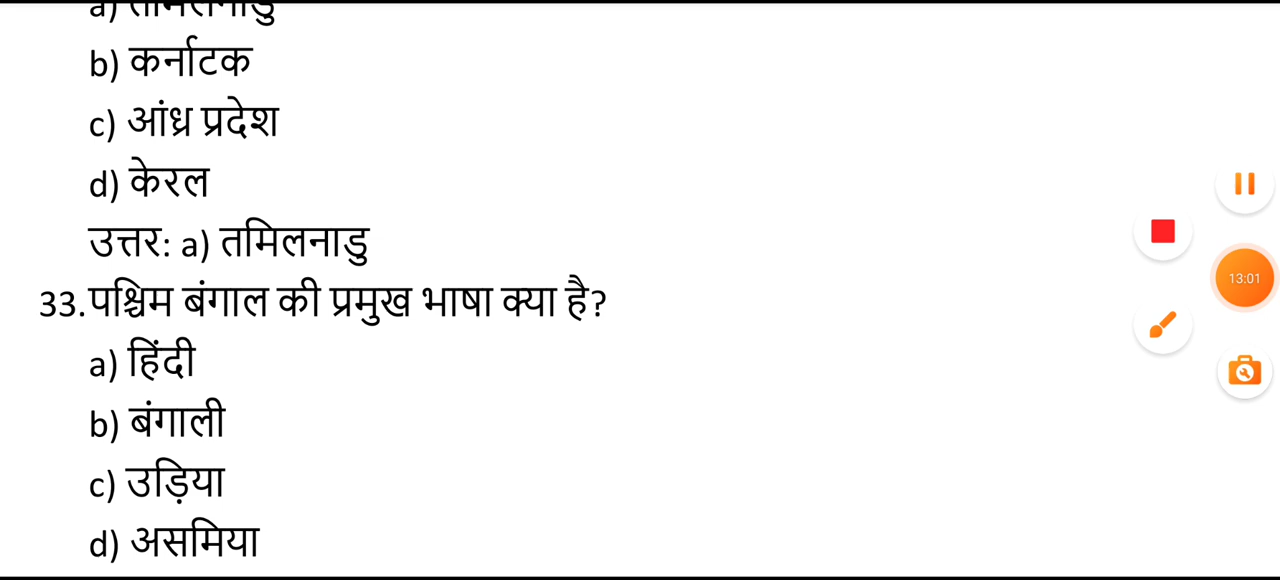 b) कर्नाटक
c) आंध्र प्रदेश
d) केरल
उत्तर: a) तमिलनाडु
33. पश्चिम बंगाल की प्रमुख भाषा क्या है?
a) हिंदी
b) बंगाली
c) उड़िया
d) असमिया
13:01